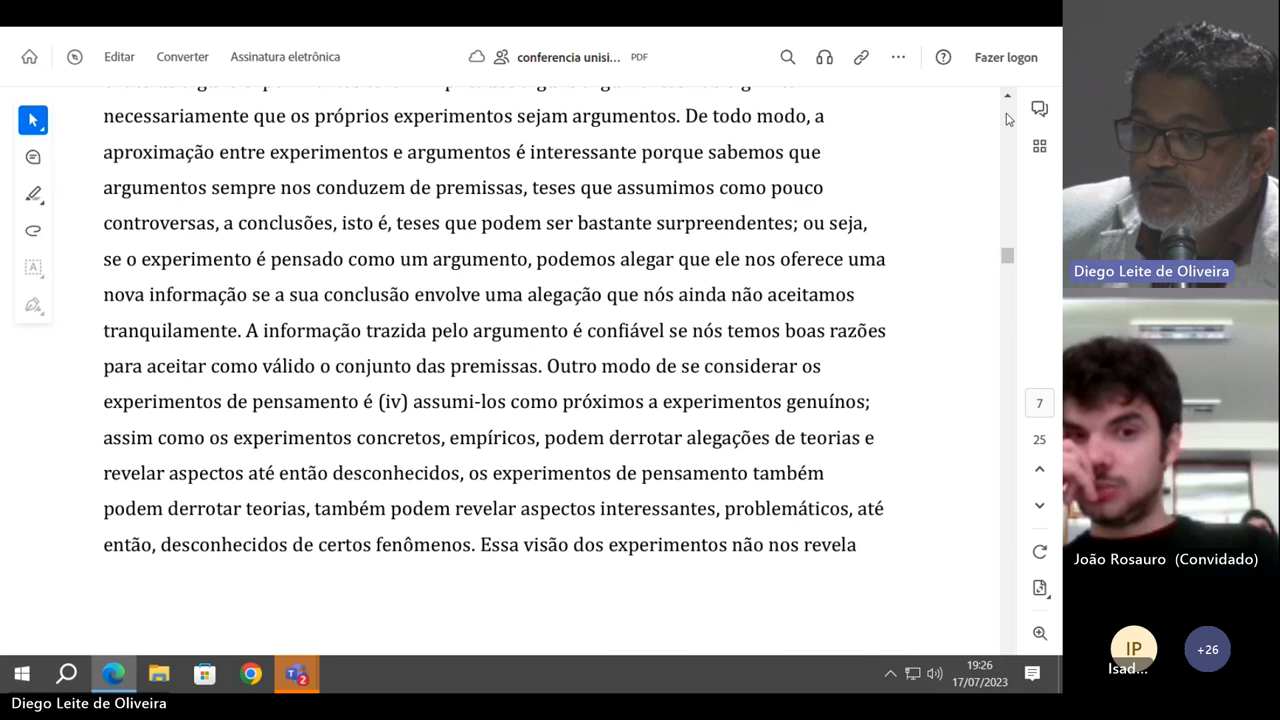 Editar
Converter
Assinatura eletrônica
conferencia unisi...
PDF
Fazer logon
necessariamente que os próprios experimentos sejam argumentos. De todo modo, a
aproximação entre experimentos e argumentos é interessante porque sabemos que
argumentos sempre nos conduzem de premissas, teses que assumimos como pouco
controversas, a conclusões, isto é, teses que podem ser bastante surpreendentes; ou seja,
se o experimento é pensado como um argumento, podemos alegar que ele nos oferece uma
nova informação se a sua conclusão envolve uma alegação que nós ainda não aceitamos
tranquilamente. A informação trazida pelo argumento é confiável se nós temos boas razões
para aceitar como válido o conjunto das premissas. Outro modo de se considerar os
experimentos de pensamento é (iv) assumi-los como próximos a experimentos genuínos;
assim como os experimentos concretos, empíricos, podem derrotar alegações de teorias e
revelar aspectos até então desconhecidos, os experimentos de pensamento também
podem derrotar teorias, também podem revelar aspectos interessantes, problemáticos, até
então, desconhecidos de certos fenômenos. Essa visão dos experimentos não nos revela
7
25
Diego Leite de Oliveira
João Rosauro (Convidado)
IP
Isad...
+26
2
19:26
17/07/2023
Diego Leite de Oliveira